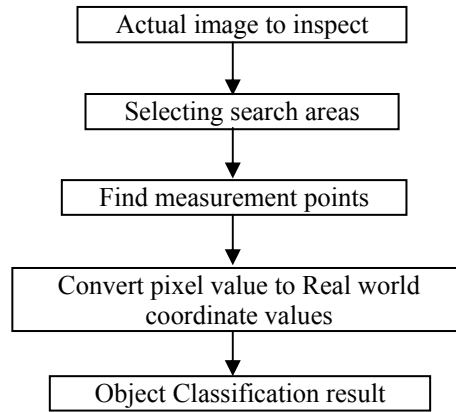 Actual image to inspect
Selecting search areas
Find measurement points
Convert pixel value to Real world
coordinate values
Object Classification result